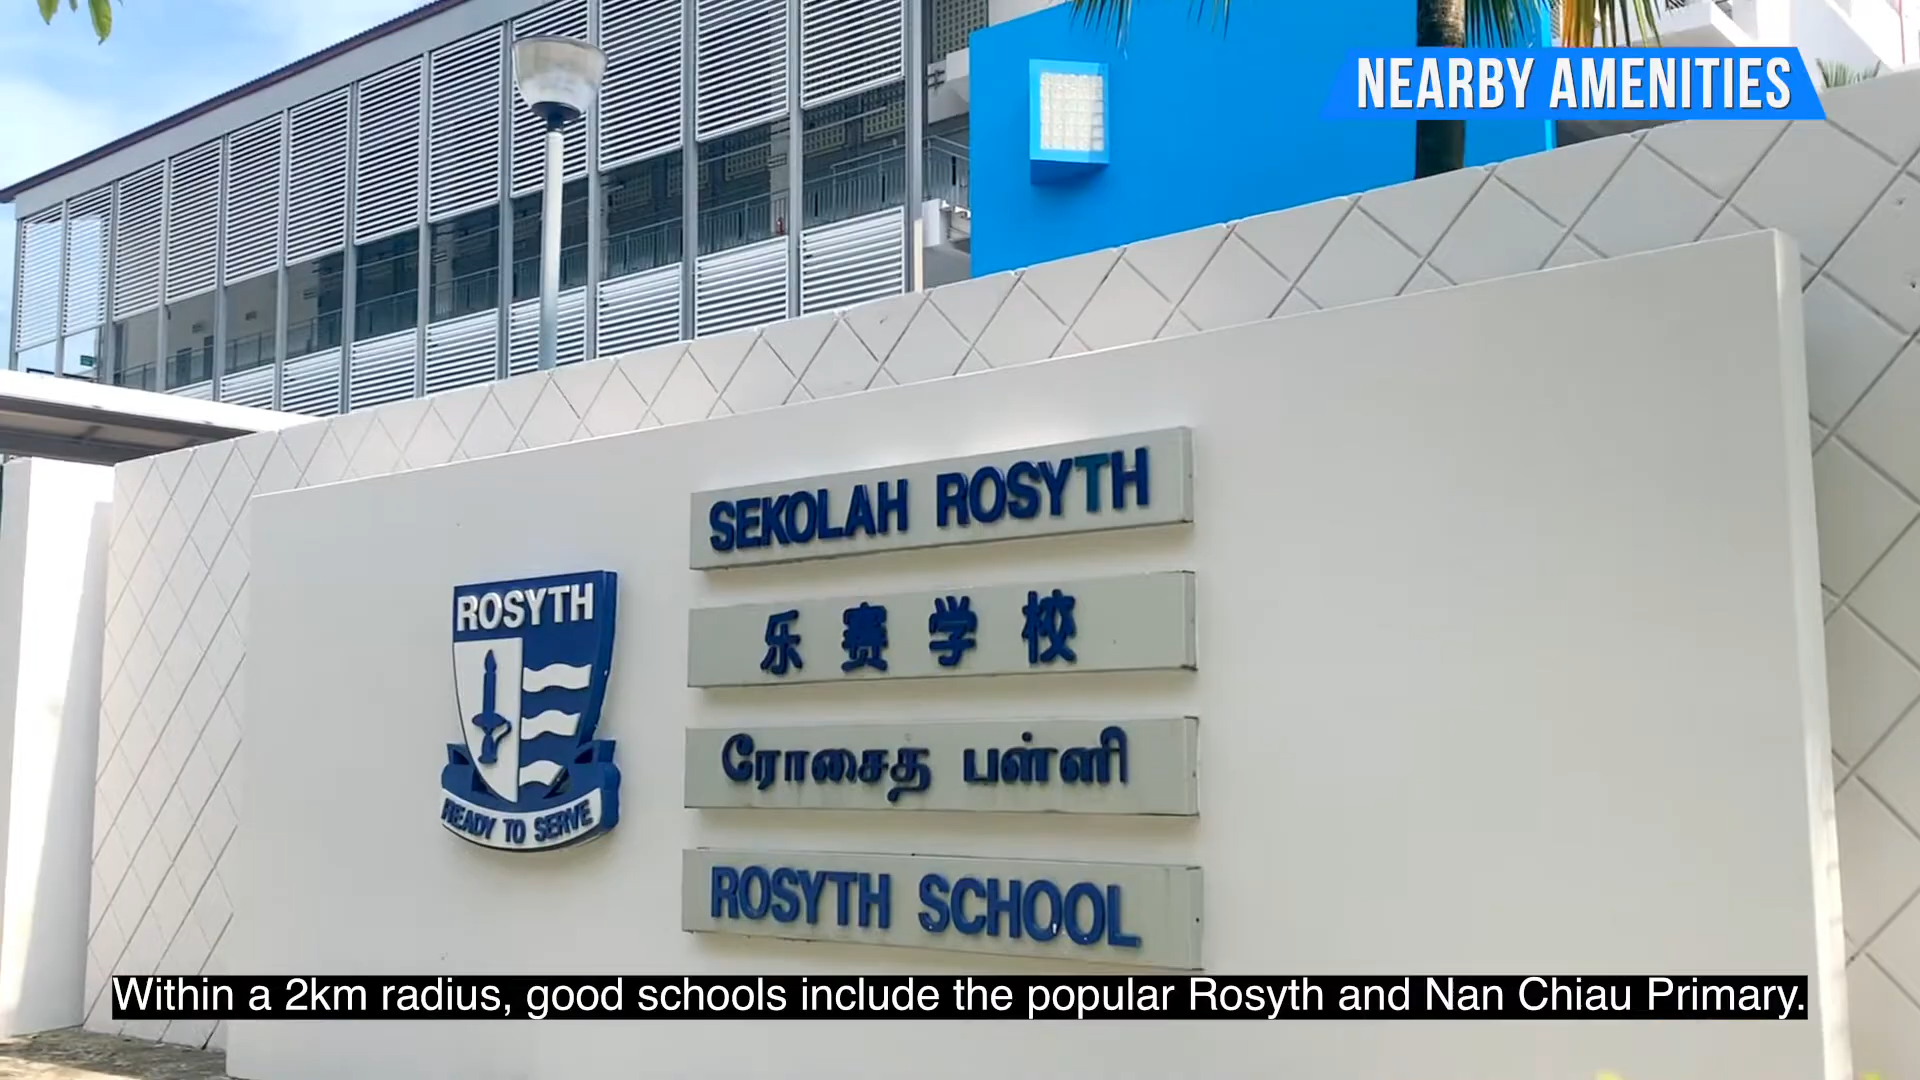 NEARBY AMENITIES
SEKOLAH ROSYTH
乐赛学校
ரோசைத பள்ளி
ROSYTH SCHOOL
ROSYTH
READY TO SERVE
Within a 2km radius, good schools include the popular Rosyth and Nan Chiau Primary.